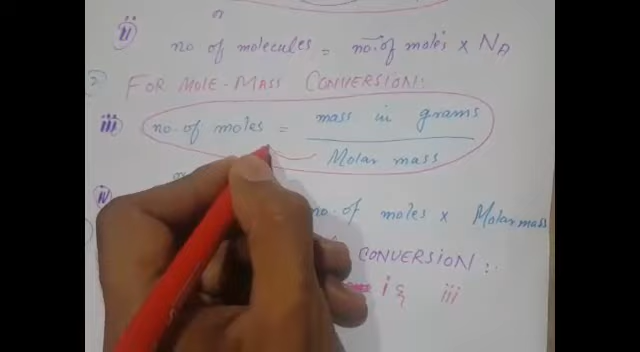 or
ii no of molecules = no. of moles × NA
FOR MOLE-MASS CONVERSION:
iii no. of moles = mass in grams
Molar mass
iv no. of moles × Molar mass
CONVERSION :-
i & iii